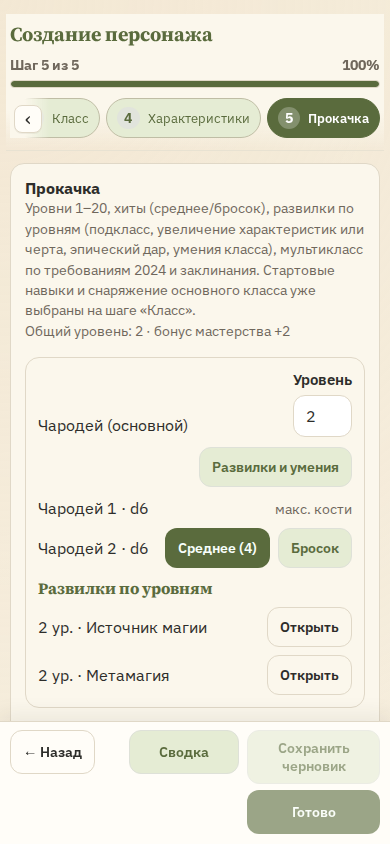 Создание персонажа
Шаг 5 из 5 100%
‹ Класс 4 Характеристики 5 Прокачка
Прокачка
Уровни 1–20, хиты (среднее/бросок), развилки по
уровням (подкласс, увеличение характеристик или
черта, эпический дар, умения класса), мультикласс
по требованиям 2024 и заклинания. Стартовые
навыки и снаряжение основного класса уже
выбраны на шаге «Класс».
Общий уровень: 2 · бонус мастерства +2
Уровень
Чародей (основной) 2
Развилки и умения
Чародей 1 · d6 макс. кости
Чародей 2 · d6 Среднее (4) Бросок
Развилки по уровням
2 ур. · Источник магии Открыть
2 ур. · Метамагия Открыть
← Назад Сводка Сохранить
черновик
Готово